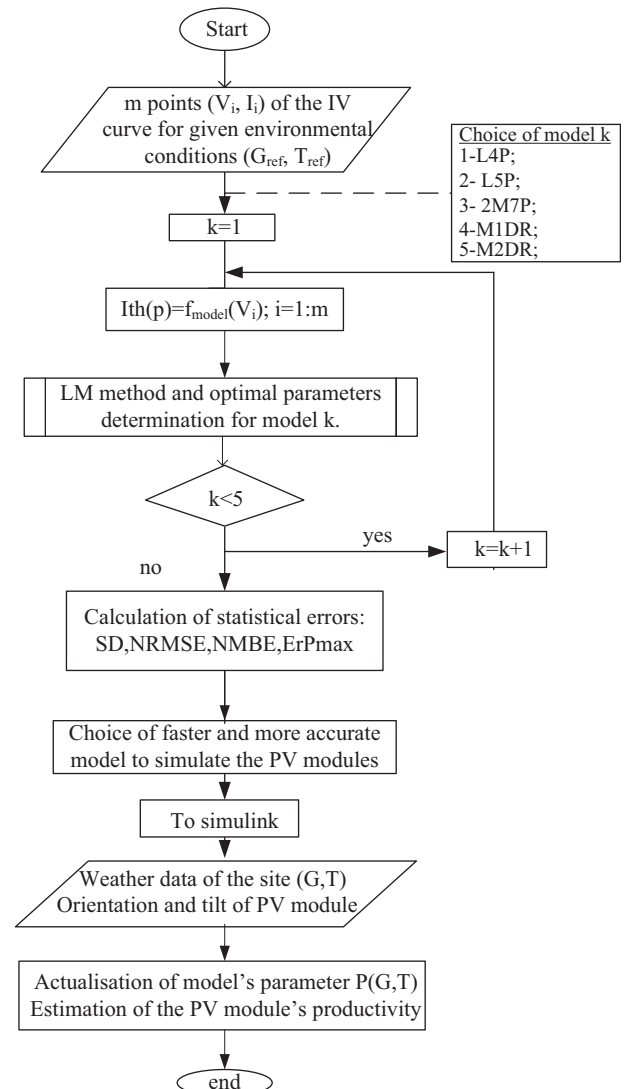 Start
m points (Vᵢ, Iᵢ) of the IV
curve for given environmental
conditions (G_ref, T_ref)
Choice of model k
1-L4P;
2- L5P;
3- 2M7P;
4-M1DR;
5-M2DR;
k=1
Ith(p)=f_model(Vᵢ); i=1:m
LM method and optimal parameters
determination for model k.
k<5
yes
k=k+1
no
Calculation of statistical errors:
SD,NRMSE,NMBE,ErPmax
Choice of faster and more accurate
model to simulate the PV modules
To simulink
Weather data of the site (G,T)
Orientation and tilt of PV module
Actualisation of model's parameter P(G,T)
Estimation of the PV module's productivity
end